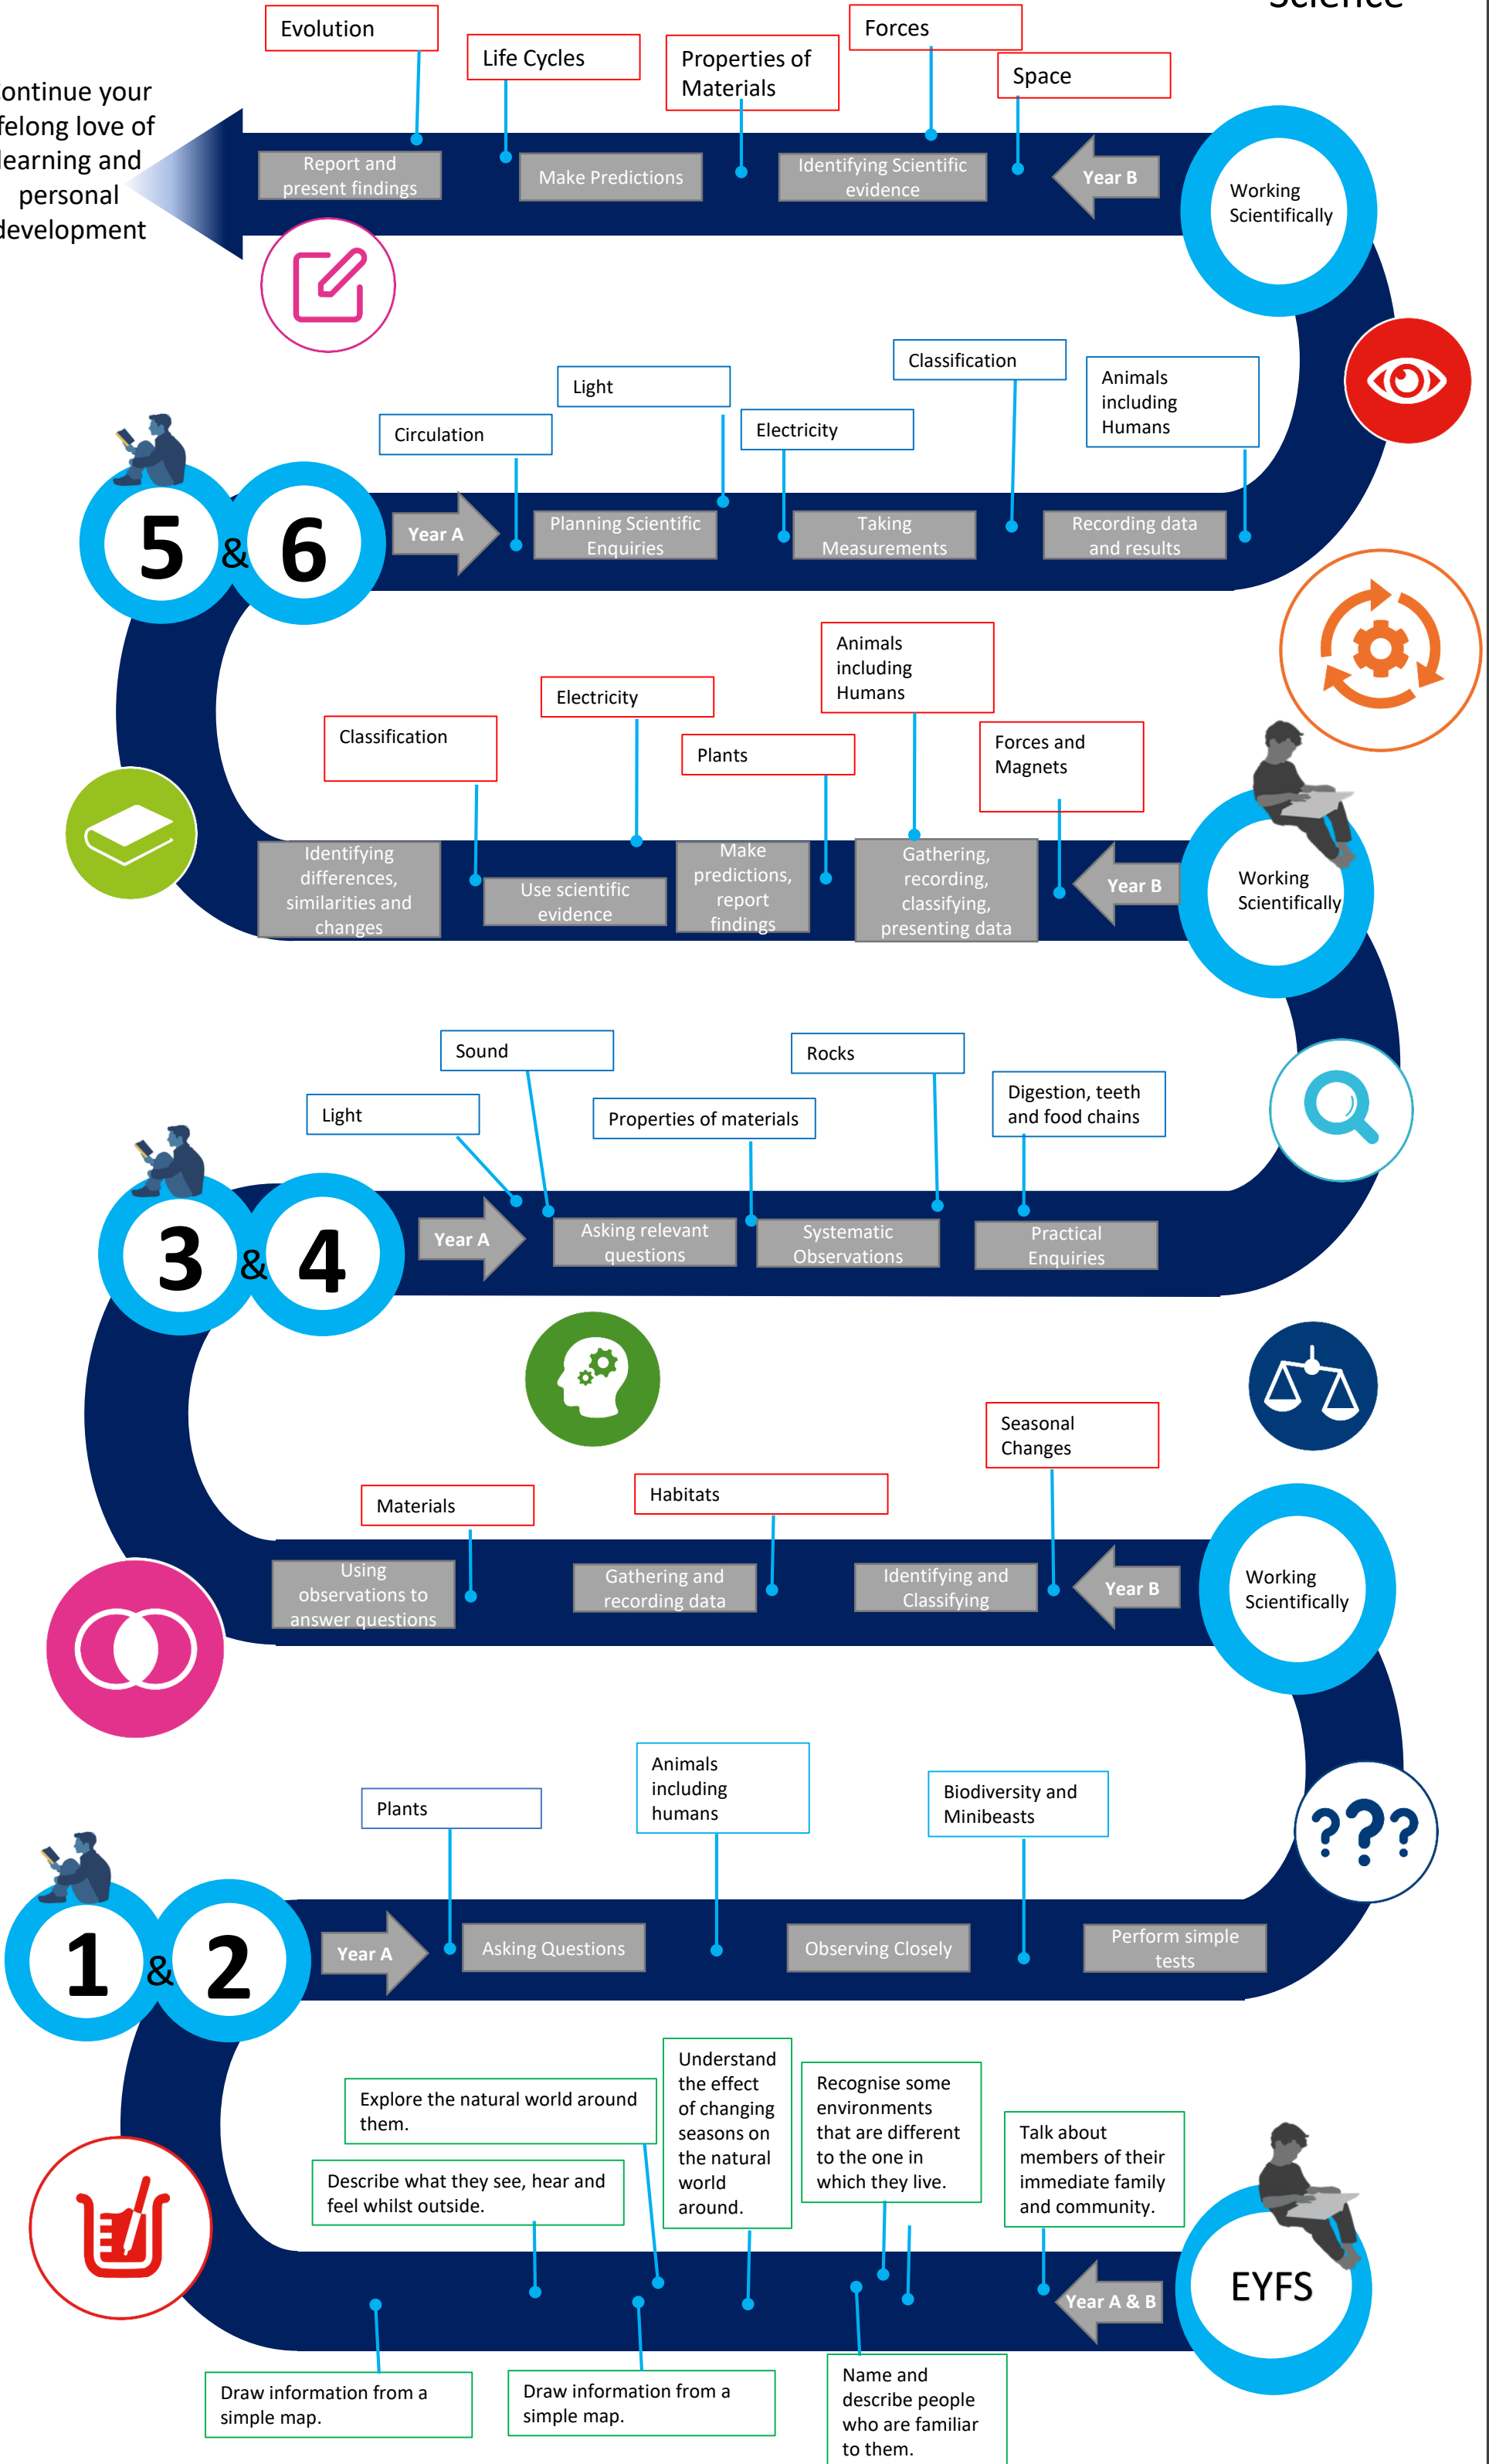 Science
Evolution
Life Cycles
Properties of
Materials
Forces
Space
ontinue your
felong love of
learning and
personal
development
Report and
present findings
Make Predictions
Identifying Scientific
evidence
Year B
Working
Scientifically
Circulation
Light
Electricity
Classification
Animals
including
Humans
5 & 6
Year A
Planning Scientific
Enquiries
Taking
Measurements
Recording data
and results
Classification
Electricity
Plants
Animals
including
Humans
Forces and
Magnets
Identifying
differences,
similarities and
changes
Use scientific
evidence
Make
predictions,
report
findings
Gathering,
recording,
classifying,
presenting data
Year B
Working
Scientifically
Light
Sound
Properties of materials
Rocks
Digestion, teeth
and food chains
3 & 4
Year A
Asking relevant
questions
Systematic
Observations
Practical
Enquiries
Materials
Habitats
Seasonal
Changes
Using
observations to
answer questions
Gathering and
recording data
Identifying and
Classifying
Year B
Working
Scientifically
Plants
Animals
including
humans
Biodiversity and
Minibeasts
???
1 & 2
Year A
Asking Questions
Observing Closely
Perform simple
tests
Explore the natural world around
them.
Describe what they see, hear and
feel whilst outside.
Understand
the effect
of changing
seasons on
the natural
world
around.
Recognise some
environments
that are different
to the one in
which they live.
Talk about
members of their
immediate family
and community.
Year A & B
EYFS
Draw information from a
simple map.
Draw information from a
simple map.
Name and
describe people
who are familiar
to them.